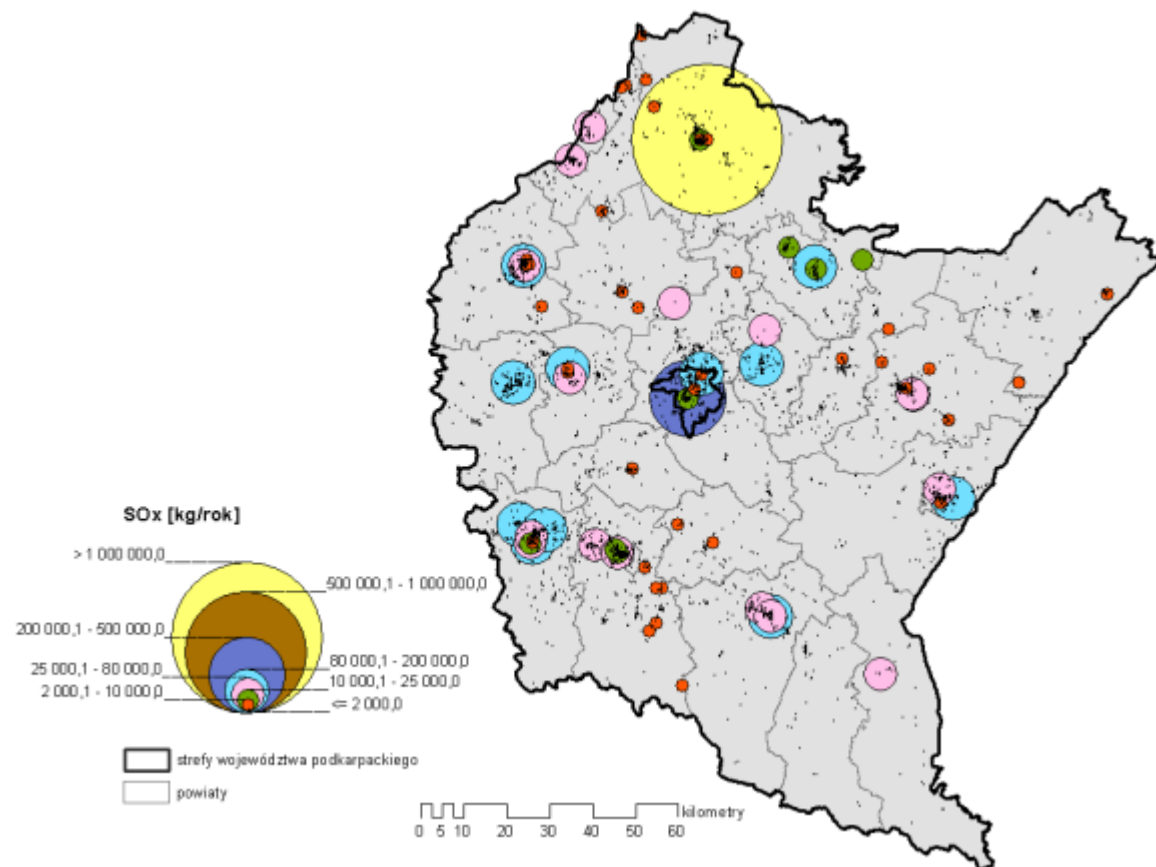 SOx [kg/rok]
> 1 000 000,0
500 000,1 - 1 000 000,0
200 000,1 - 500 000,0
80 000,1 - 200 000,0
25 000,1 - 80 000,0
10 000,1 - 25 000,0
2 000,1 - 10 000,0
<= 2 000,0
strefy województwa podkarpackiego
powiaty
kilometry
0 5 10 20 30 40 50 60